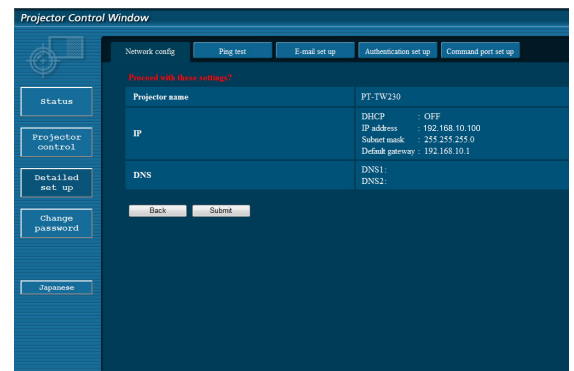 Projector Control Window
Network config Ping test E-mail set up Authentication set up Command port set up
Proceed with these settings?
Status
Projector control
Detailed set up
Change password
Japanese
Projector name PT-TW230
IP
DHCP : OFF
IP address : 192.168.10.100
Subnet mask : 255.255.255.0
Default gateway : 192.168.10.1
DNS
DNS1:
DNS2:
Back Submit